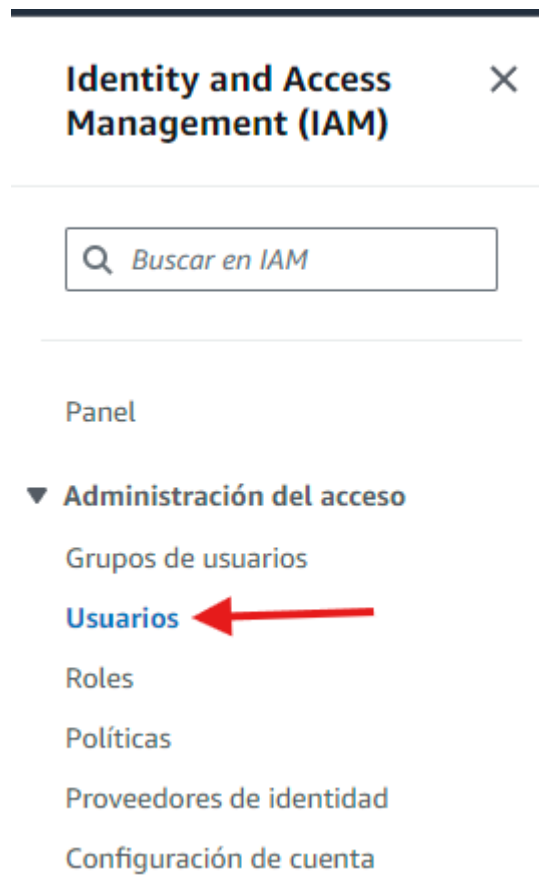 Identity and Access
Management (IAM)
Buscar en IAM
Panel
Administración del acceso
Grupos de usuarios
Usuarios
Roles
Políticas
Proveedores de identidad
Configuración de cuenta